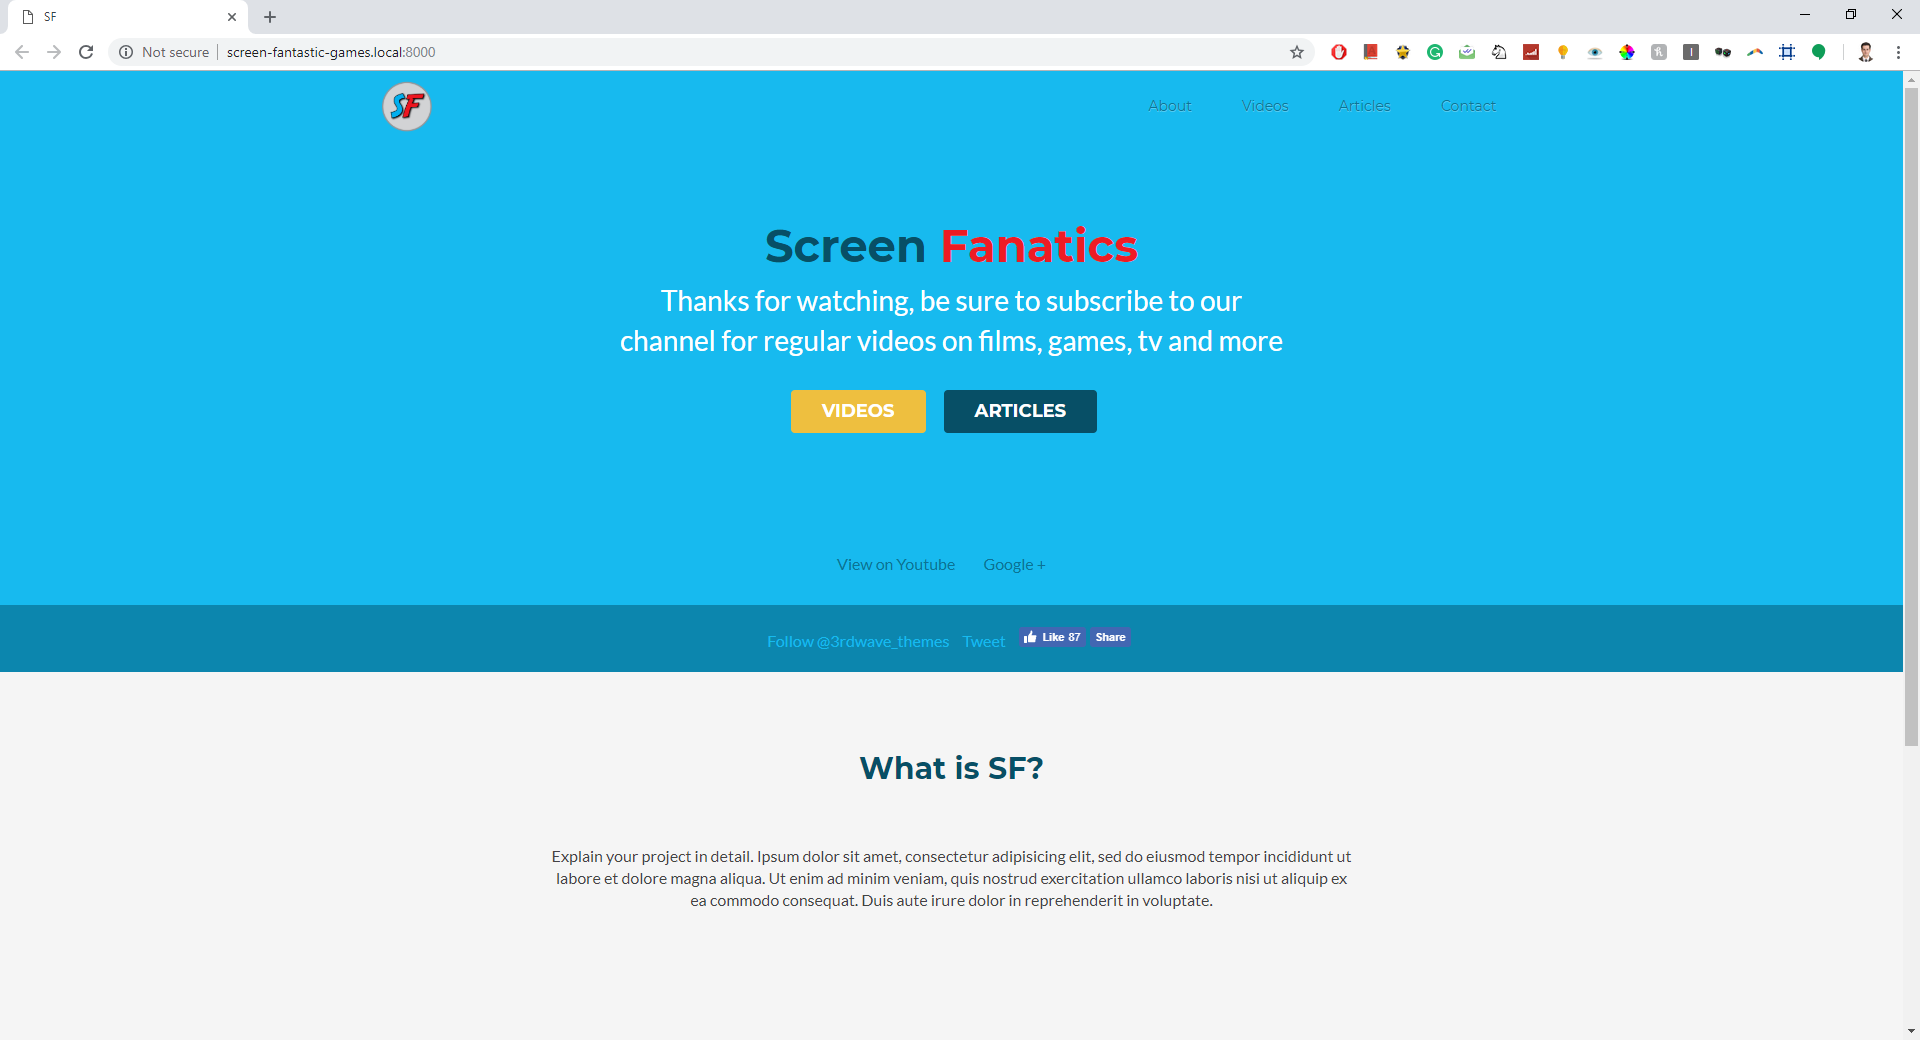 SF
Not secure screen-fantastic-games.local:8000
SF
About Videos Articles Contact
Screen Fanatics
Thanks for watching, be sure to subscribe to our
channel for regular videos on films, games, tv and more
VIDEOS ARTICLES
View on Youtube Google +
Follow @3rdwave_themes Tweet Like 87 Share
What is SF?
Explain your project in detail. Ipsum dolor sit amet, consectetur adipisicing elit, sed do eiusmod tempor incididunt ut
labore et dolore magna aliqua. Ut enim ad minim veniam, quis nostrud exercitation ullamco laboris nisi ut aliquip ex
ea commodo consequat. Duis aute irure dolor in reprehenderit in voluptate.